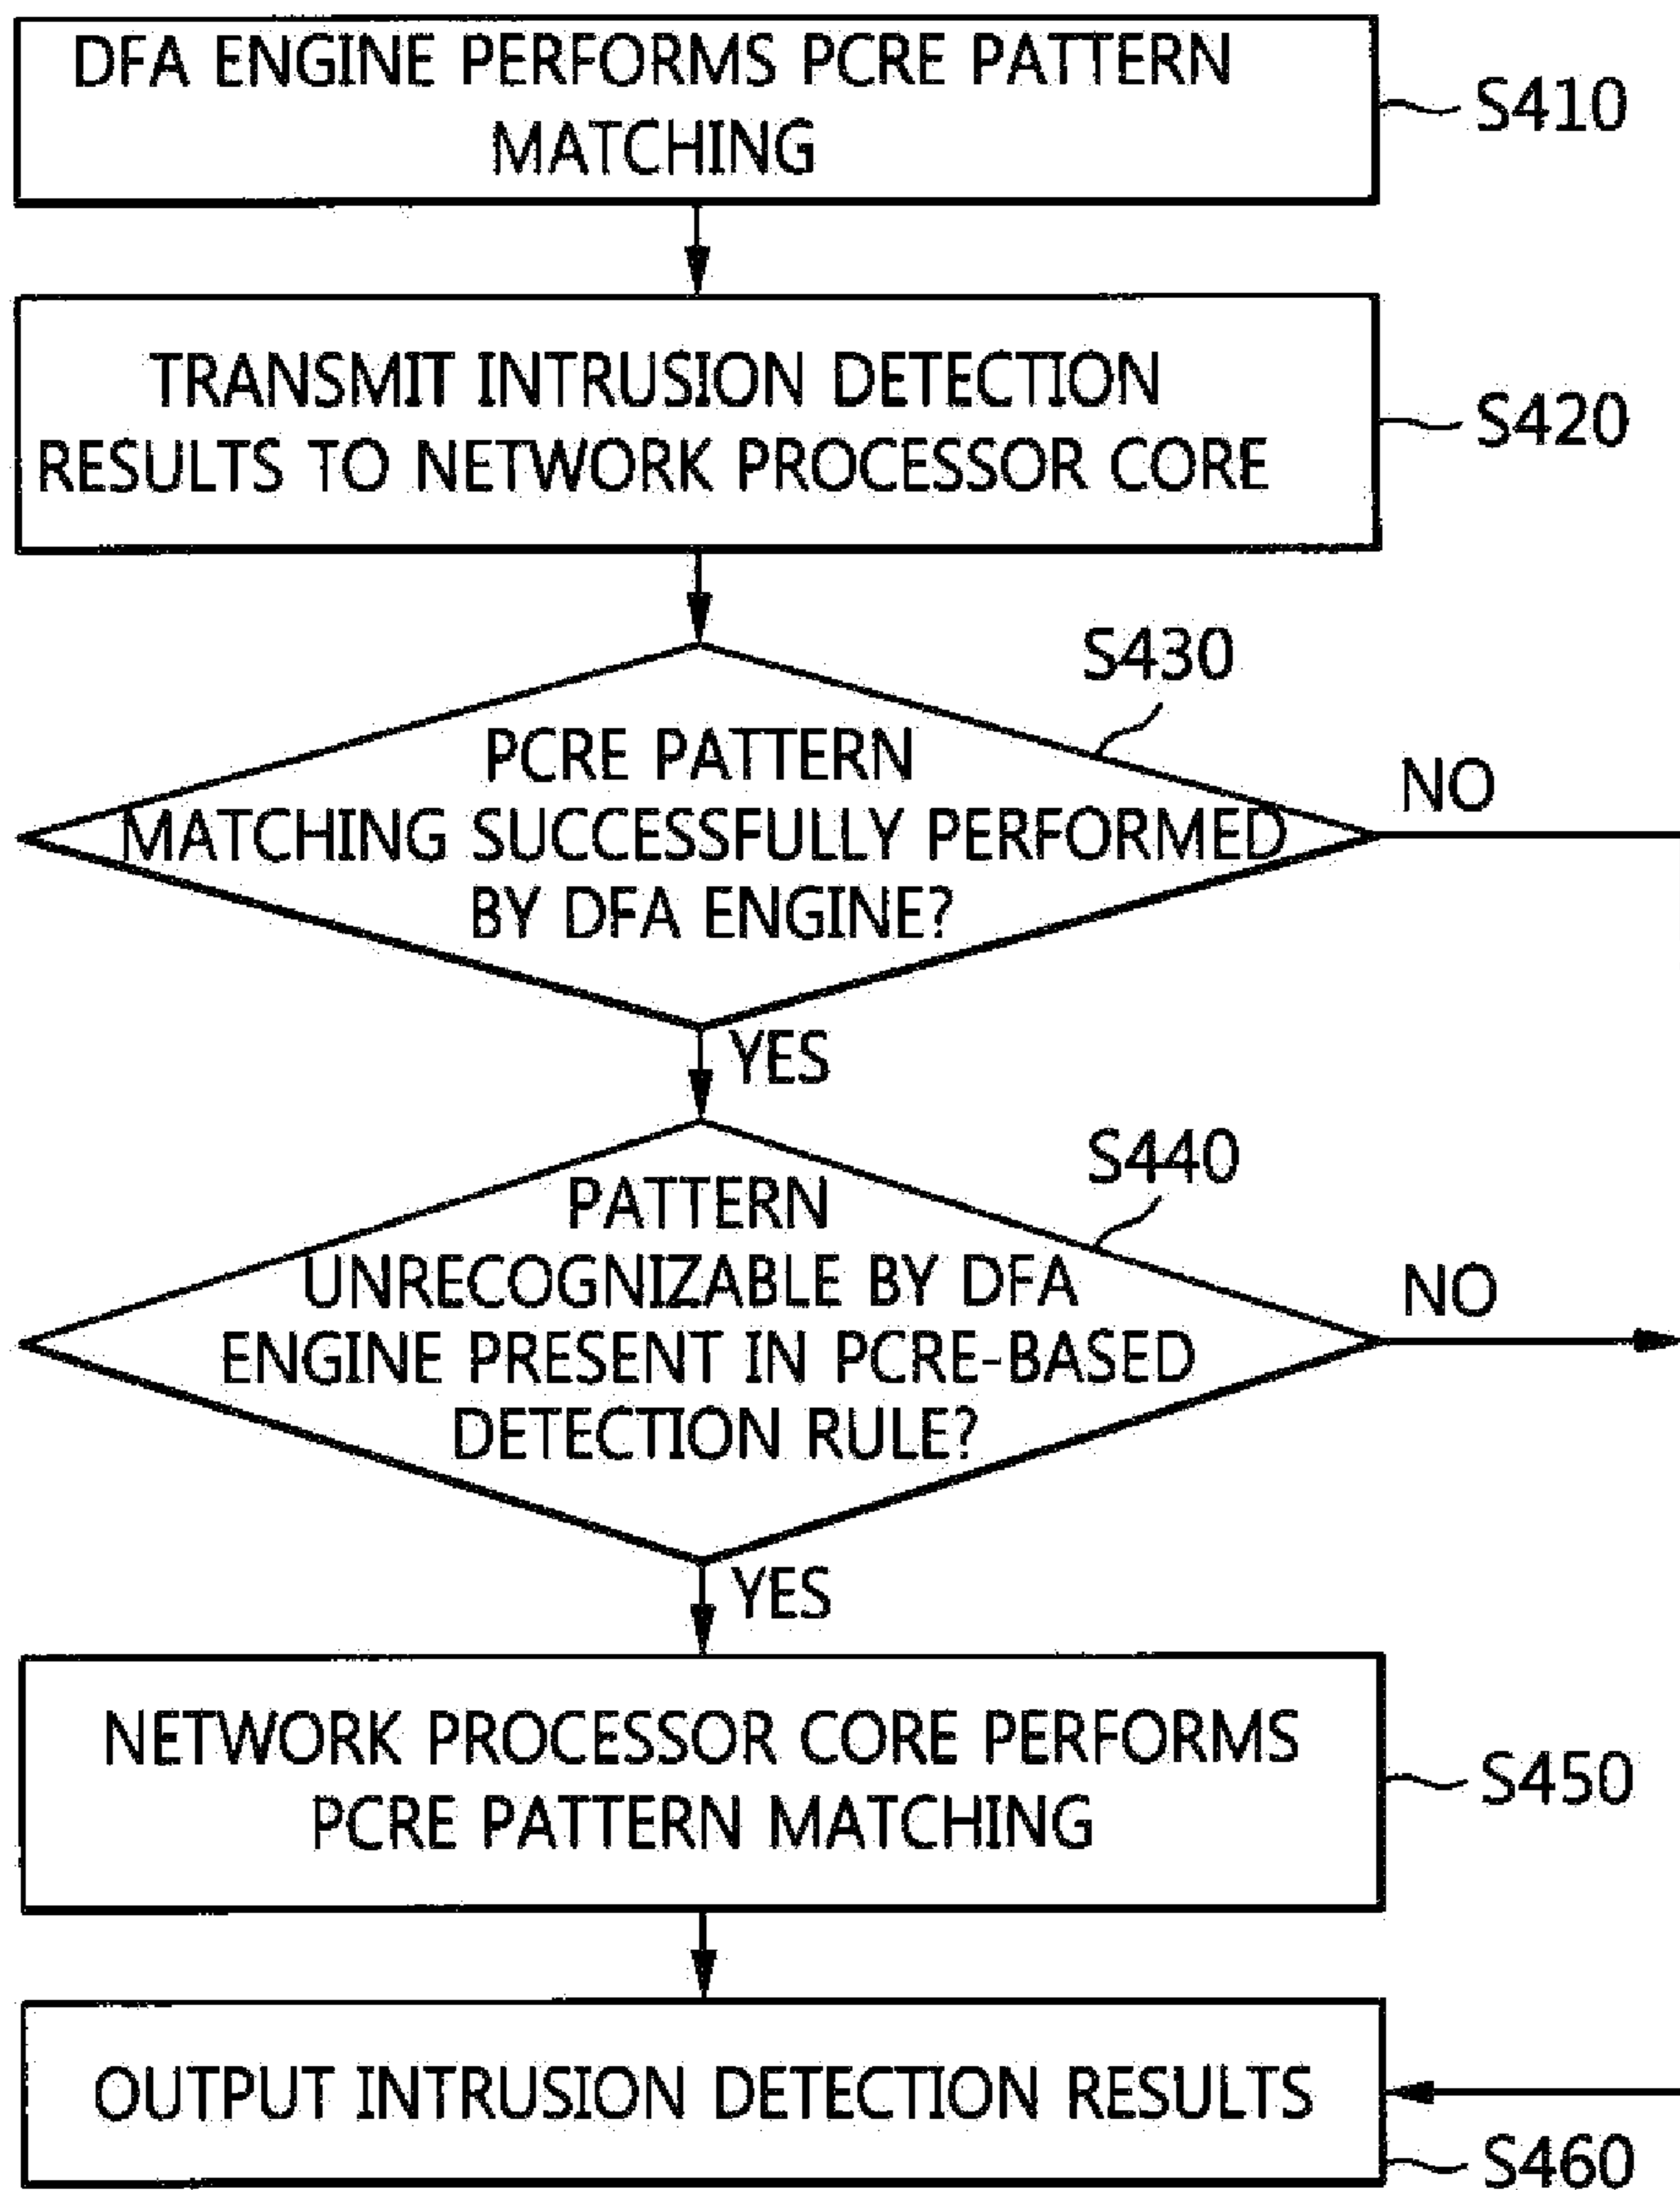 DFA ENGINE PERFORMS PCRE PATTERN
MATCHING
S410
TRANSMIT INTRUSION DETECTION
RESULTS TO NETWORK PROCESSOR CORE
S420
S430
PCRE PATTERN
MATCHING SUCCESSFULLY PERFORMED
BY DFA ENGINE?
NO
YES
S440
PATTERN
UNRECOGNIZABLE BY DFA
ENGINE PRESENT IN PCRE-BASED
DETECTION RULE?
NO
YES
NETWORK PROCESSOR CORE PERFORMS
PCRE PATTERN MATCHING
S450
OUTPUT INTRUSION DETECTION RESULTS
S460